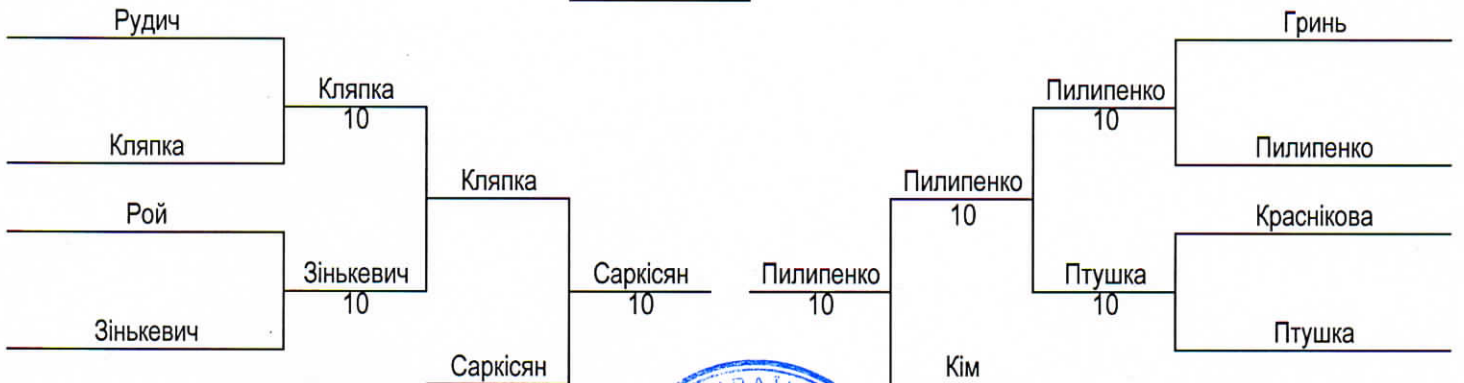 Рудич
Гринь
Кляпка
10
Пилипенко
10
Кляпка
Пилипенко
Кляпка
Пилипенко
10
Рой
Краснікова
Зінькевич
10
Саркісян
10
Пилипенко
10
Птушка
10
Зінькевич
Птушка
Саркісян
Кім